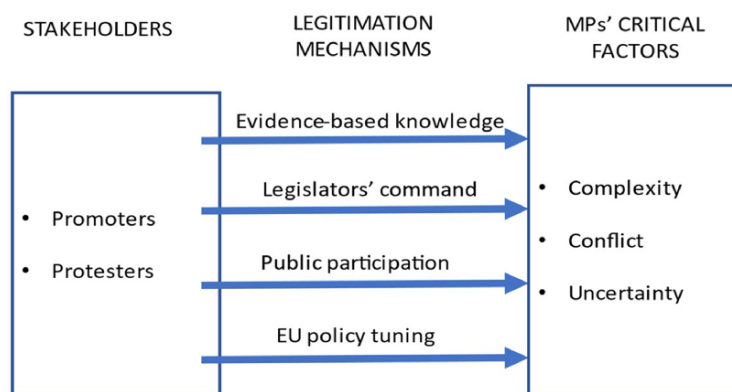 STAKEHOLDERS
LEGITIMATION
MECHANISMS
MPs' CRITICAL
FACTORS
• Promoters
• Protesters
Evidence-based knowledge
Legislators' command
Public participation
EU policy tuning
• Complexity
• Conflict
• Uncertainty